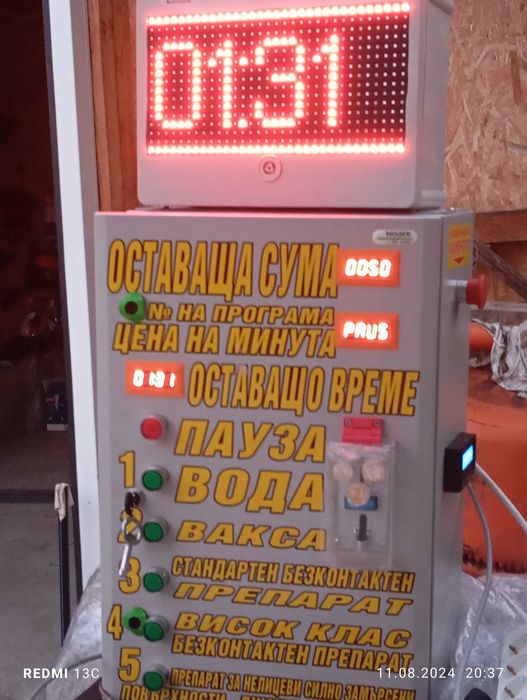 01:31
NOARK
ОСТАВАЩА СУМА
0050
№ НА ПРОГРАМА
ЦЕНА НА МИНУТА
PAUS
01:31
ОСТАВАЩО ВРЕМЕ
ПАУЗА
1 ВОДА
2 ВАКСА
3 СТАНДАРТЕН БЕЗКОНТАКТЕН
ПРЕПАРАТ
4 ВИСОК КЛАС
БЕЗКОНТАКТЕН ПРЕПАРАТ
5 ПРЕПАРАТ ЗА НЕЛИЦЕВИ СИЛНО ЗАМЪРСЕНИ
ПОВЪРХНОСТИ
REDMI 13C
11.08.2024 20:37